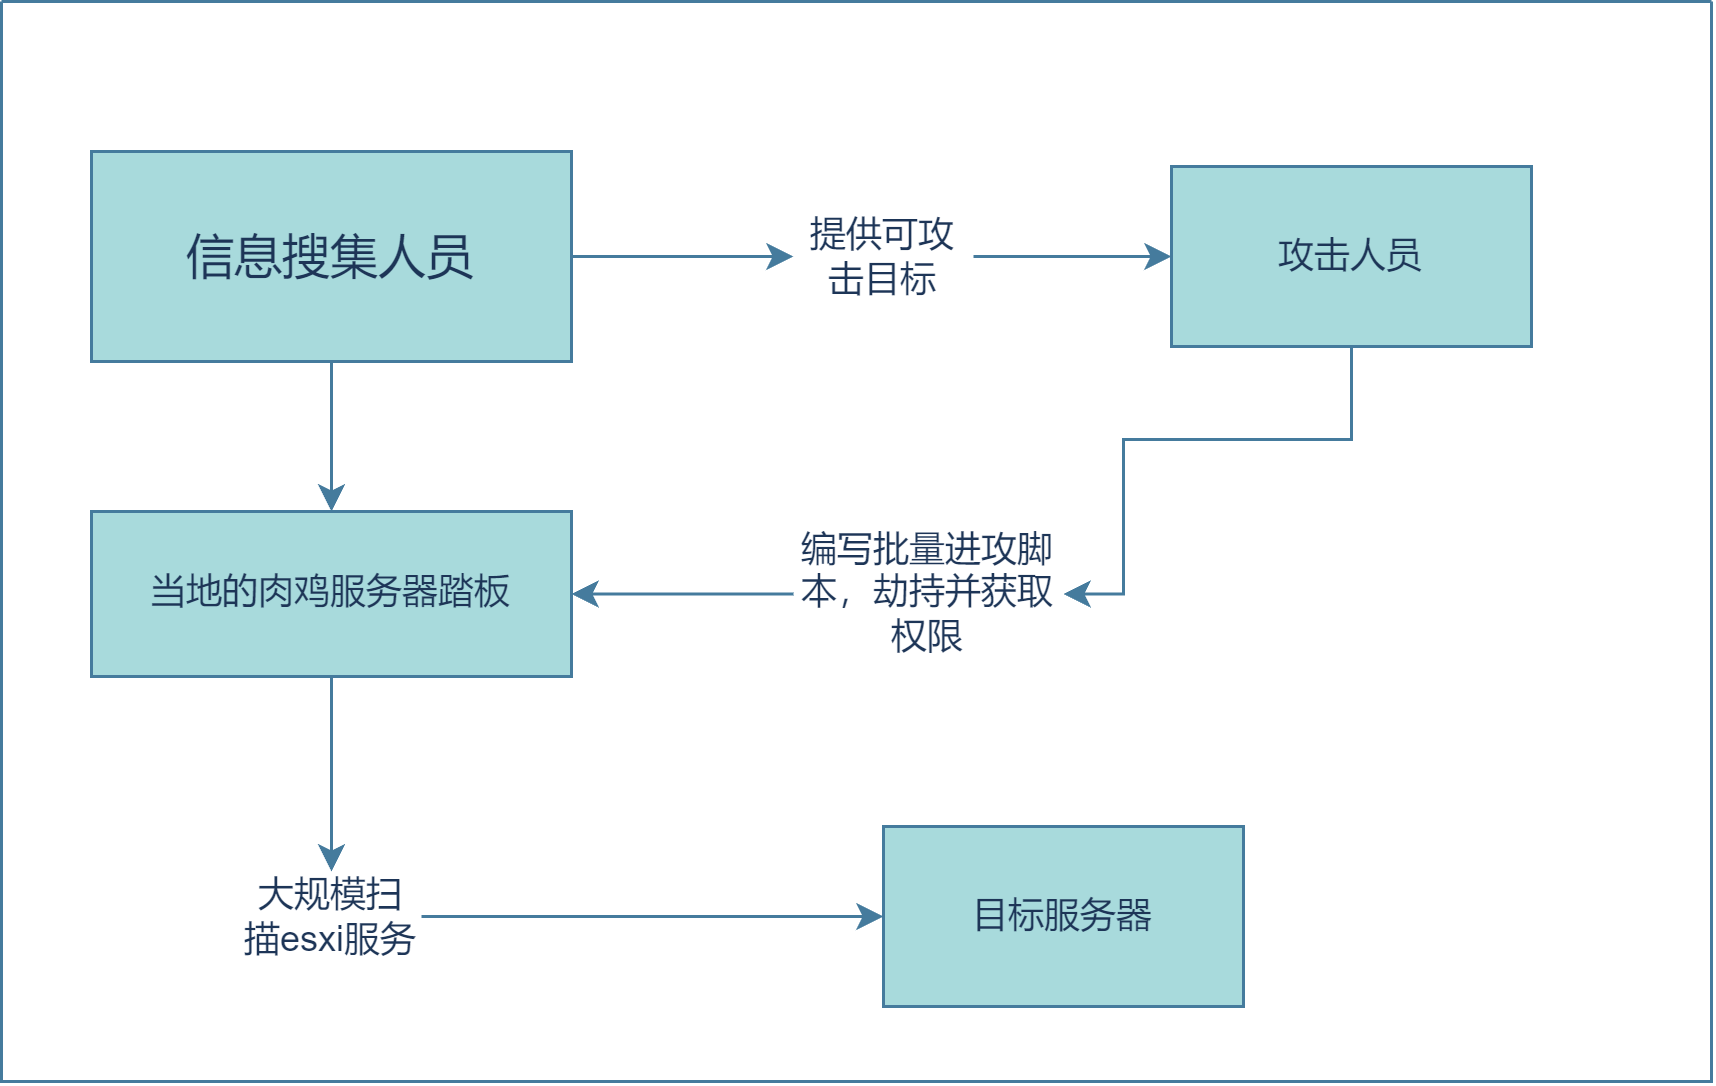 信息搜集人员
提供可攻
击目标
攻击人员
当地的肉鸡服务器踏板
编写批量进攻脚
本，劫持并获取
权限
大规模扫
描esxi服务
目标服务器